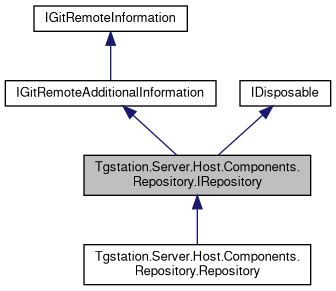 IGitRemoteInformation
IGitRemoteAdditionalInformation
IDisposable
Tgstation.Server.Host.Components.
Repository.IRepository
Tgstation.Server.Host.Components.
Repository.Repository